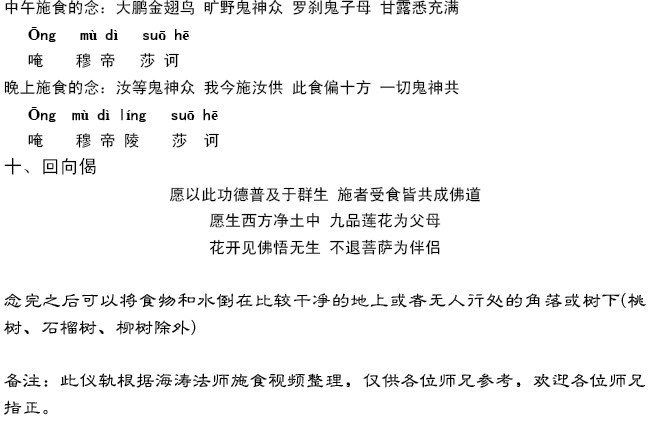 中午施食的念：大鹏金翅鸟 旷野鬼神众 罗刹鬼子母 甘露悉充满
Ōng mù dì suō hē
唵 穆 帝 莎 诃
晚上施食的念：汝等鬼神众 我今施汝供 此食偏十方 一切鬼神共
Ōng mù dì líng suō hē
唵 穆 帝 陵 莎 诃
十、回向偈
愿以此功德普及于群生 施者受食皆共成佛道
愿生西方净土中 九品莲花为父母
花开见佛悟无生 不退菩萨为伴侣
念完之后可以将食物和水倒在比较干净的地上或者无人行处的角落或树下(桃
树、石榴树、柳树除外)
备注：此仪轨根据海涛法师施食视频整理，仅供各位师兄参考，欢迎各位师兄
指正。